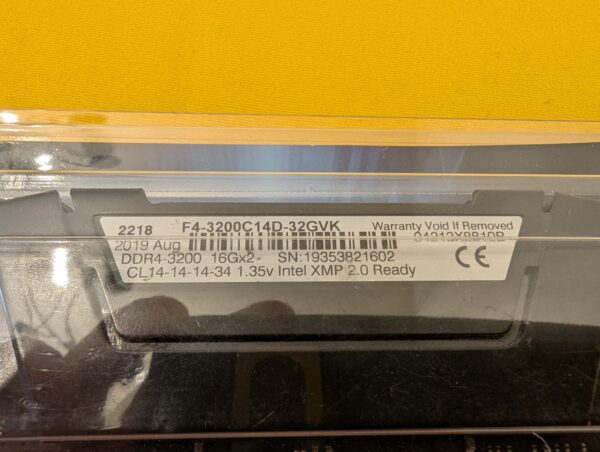 2218 F4-3200C14D-32GVK Warranty Void If Removed
2019 Aug
DDR4-3200 16Gx2 SN:19353821602 CE
CL14-14-14-34 1.35v Intel XMP 2.0 Ready